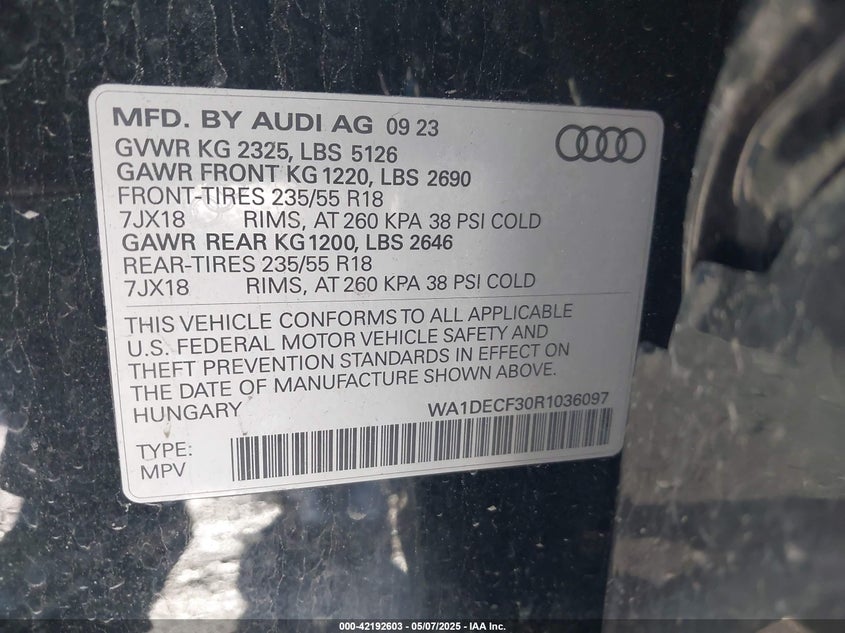 MFD. BY AUDI AG 09 23
GVWR KG 2325, LBS 5126
GAWR FRONT KG 1220, LBS 2690
FRONT-TIRES 235/55 R18
7JX18 RIMS, AT 260 KPA 38 PSI COLD
GAWR REAR KG 1200, LBS 2646
REAR-TIRES 235/55 R18
7JX18 RIMS, AT 260 KPA 38 PSI COLD
THIS VEHICLE CONFORMS TO ALL APPLICABLE
U.S. FEDERAL MOTOR VEHICLE SAFETY AND
THEFT PREVENTION STANDARDS IN EFFECT ON
THE DATE OF MANUFACTURE SHOWN ABOVE.
HUNGARY WA1DECF30R1036097
TYPE:
MPV
000-42192603 — 05/07/2025 — IAA Inc.